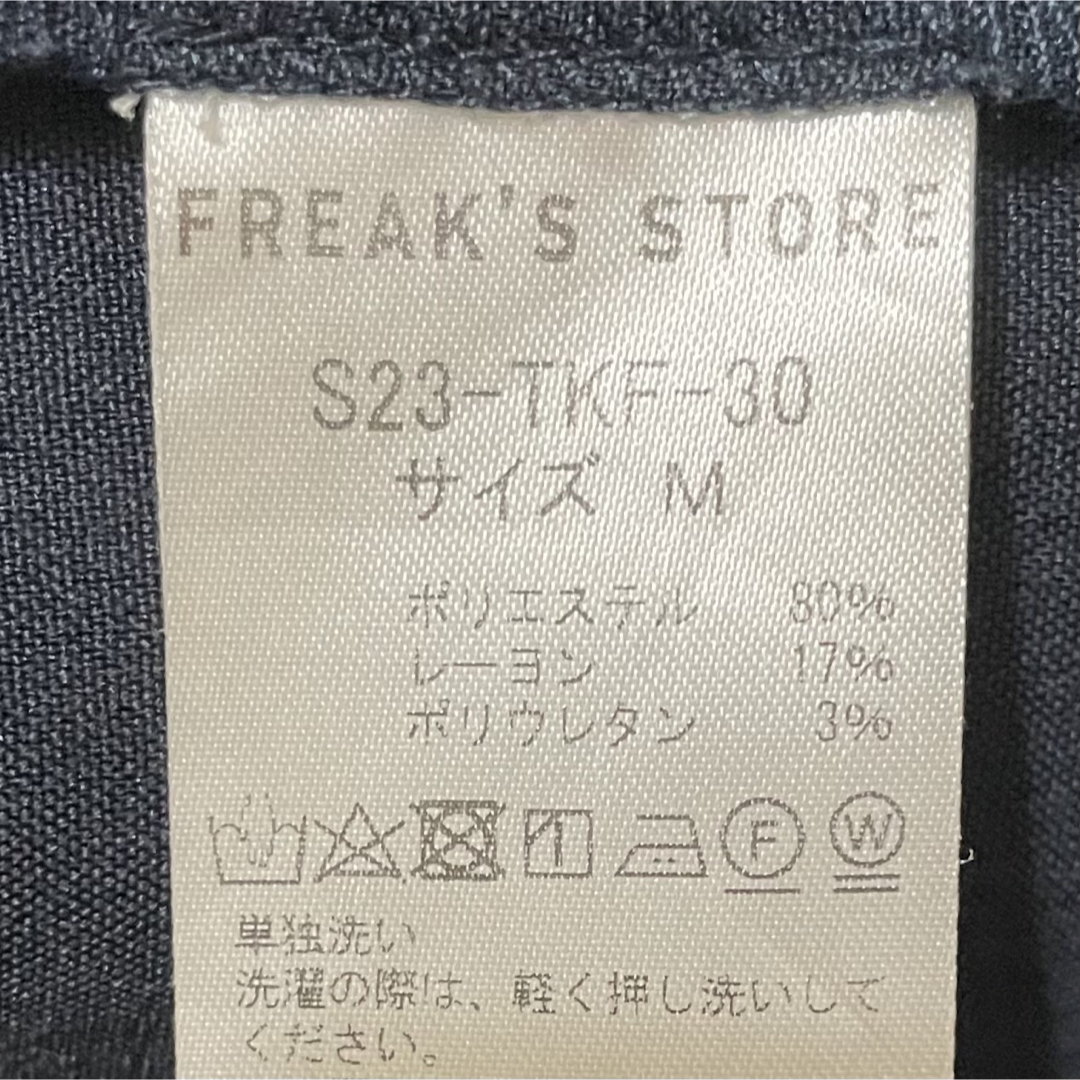 FREAK'S STORE
S23-TKF-30
サイズ M
ポリエステル 80%
レーヨン 17%
ポリウレタン 3%
F W
単独洗い
洗濯の際は、軽く押し洗いして
ください。